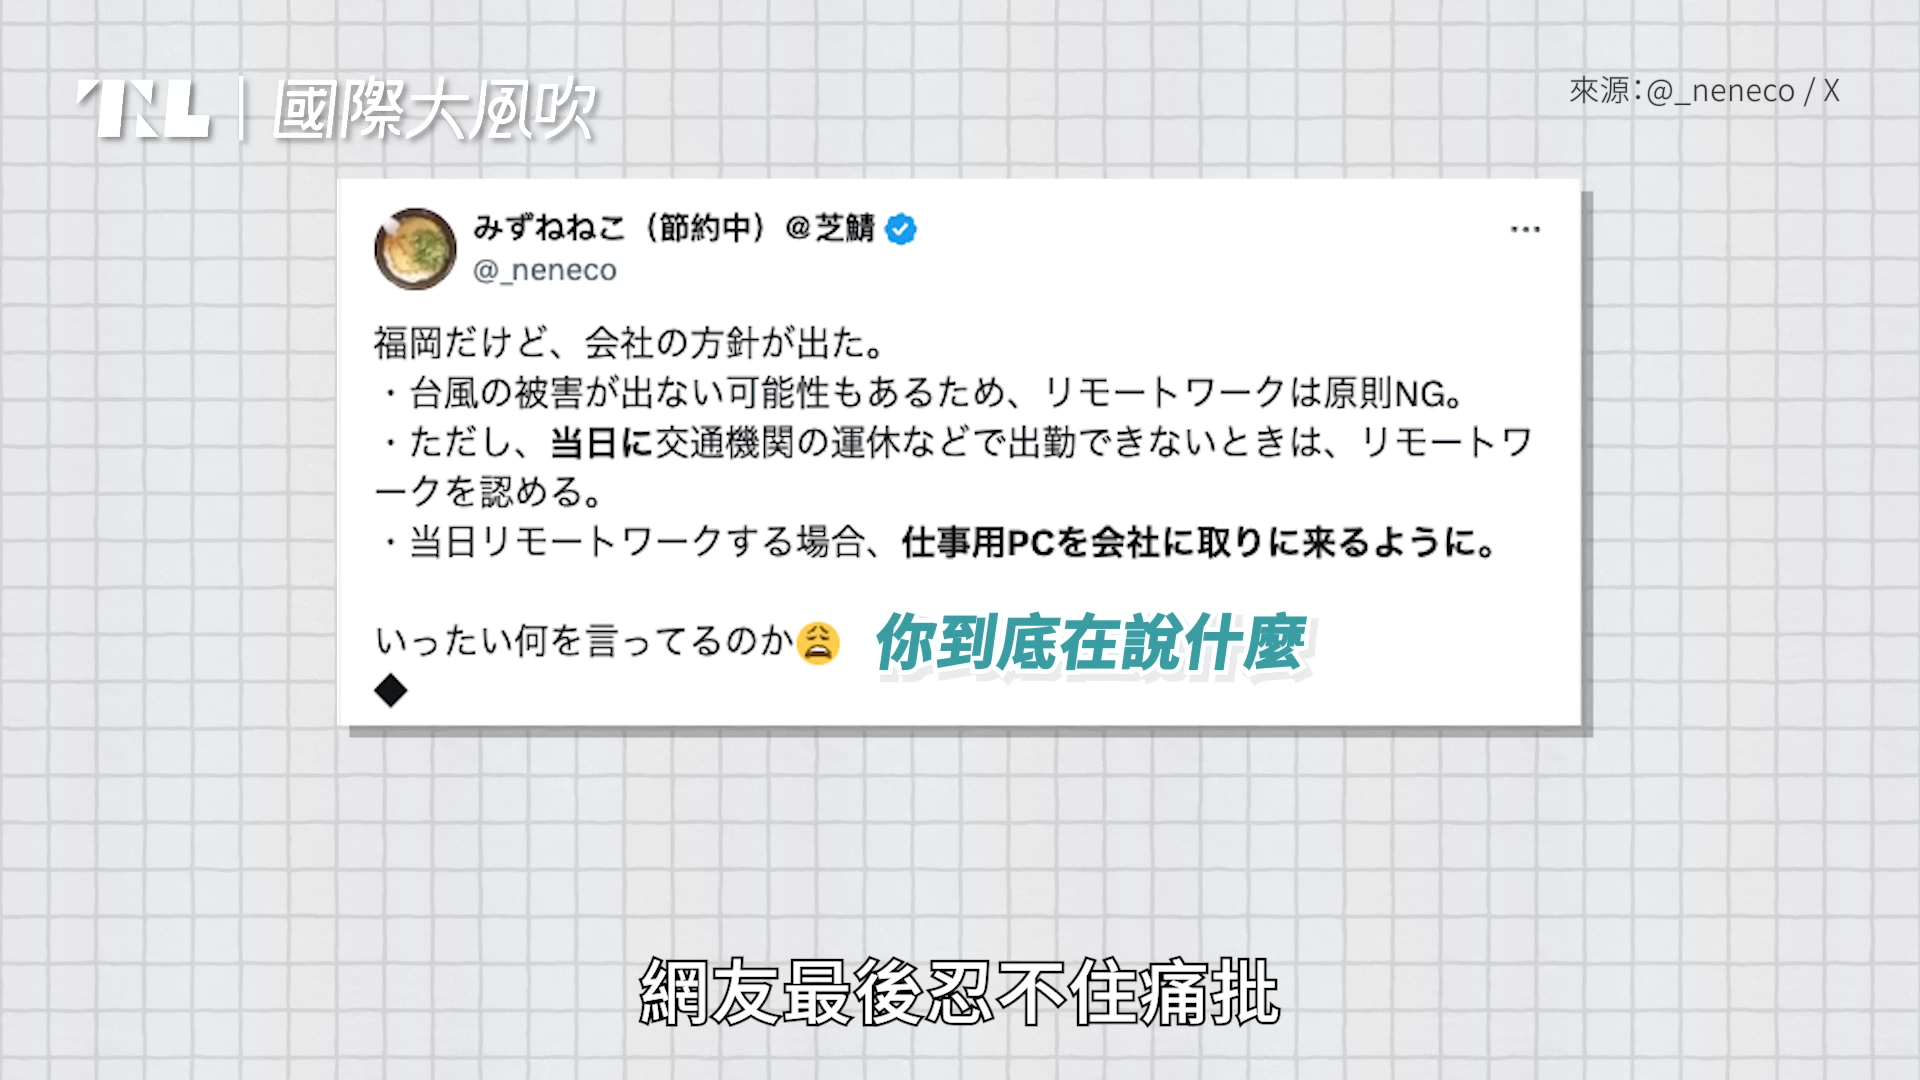 TNL | 國際大風吹
來源：@_neneco / X
みずねねこ（節約中）@芝鯖
@_neneco
福岡だけど、会社の方針が出た。
・台風の被害が出ない可能性もあるため、リモートワークは原則NG。
・ただし、当日に交通機関の運休などで出勤できないときは、リモートワ
ークを認める。
・当日リモートワークする場合、仕事用PCを会社に取りに来るように。
いったい何を言ってるのか😩 你到底在說什麼
◆
網友最後忍不住痛批